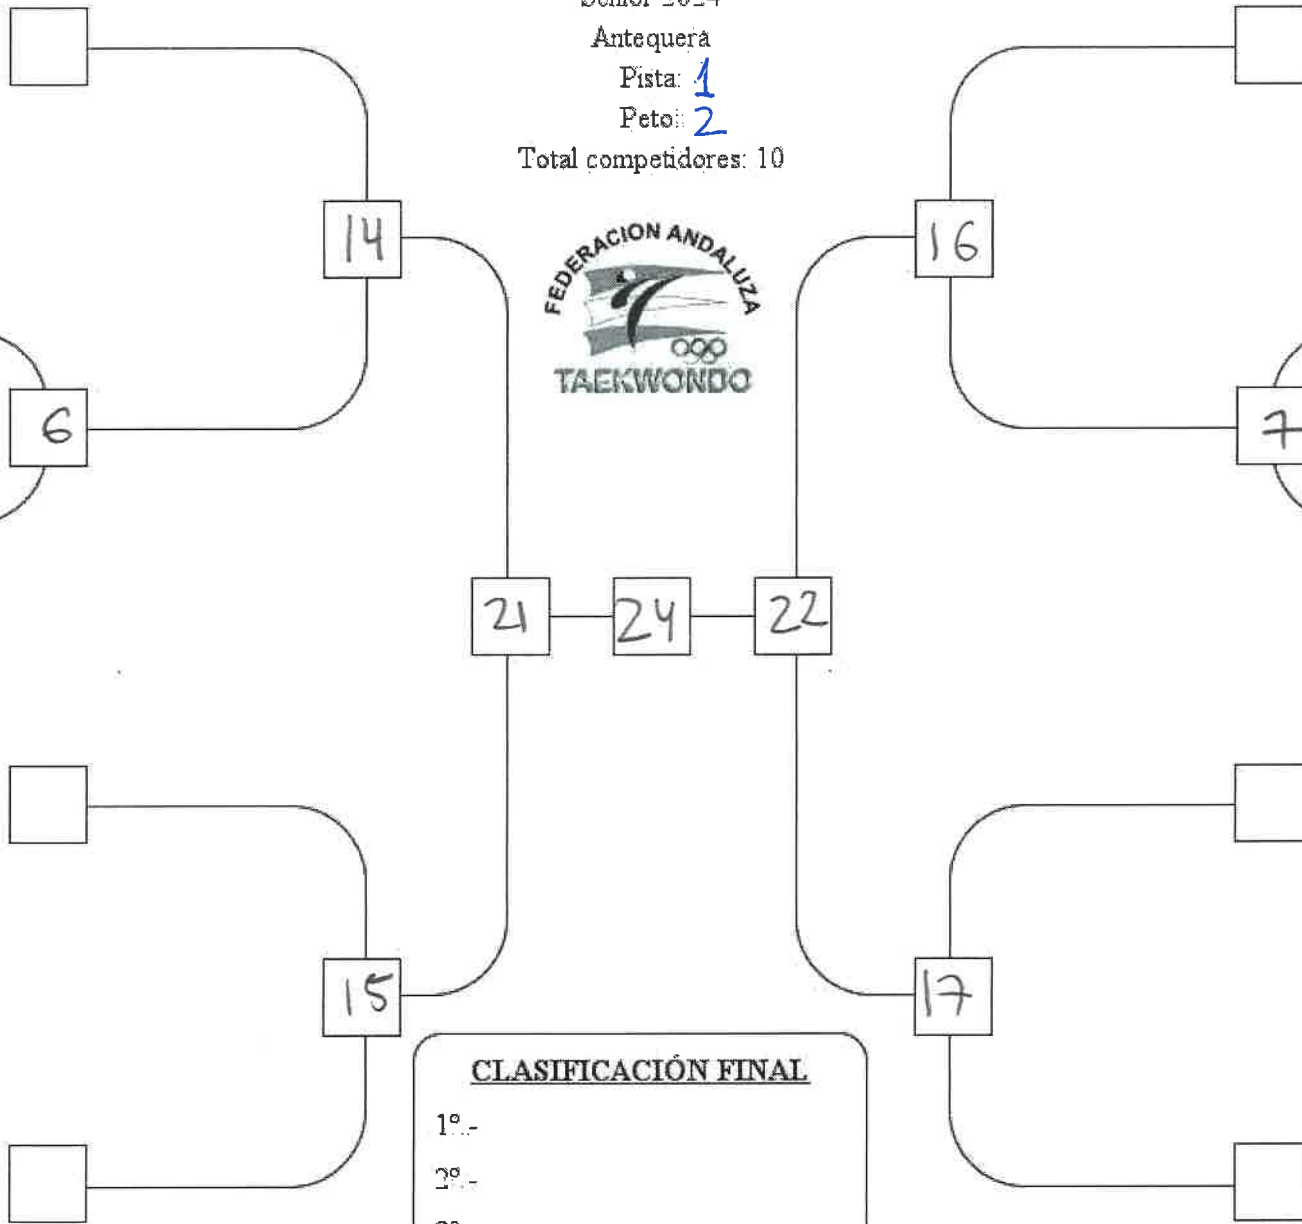 Antequera
Pista: 1
Peto: 2
Total competidores: 10
FEDERACION ANDALUZA
TAEKWONDO
14
16
6
7
21
24
22
15
17
CLASIFICACIÓN FINAL
1º.-
2º.-